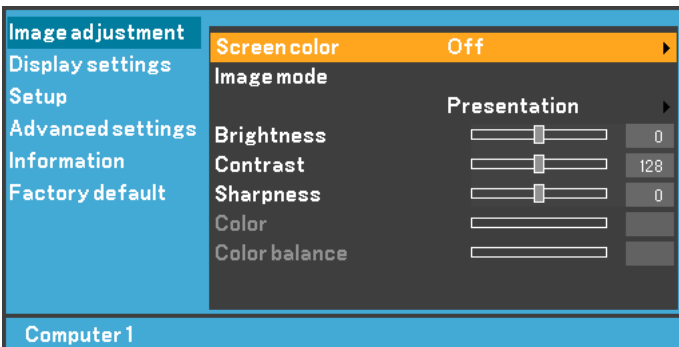 Image adjustment
Display settings
Setup
Advanced settings
Information
Factory default
Screen color Off
Image mode
Presentation
Brightness 0
Contrast 128
Sharpness 0
Color
Color balance
Computer 1